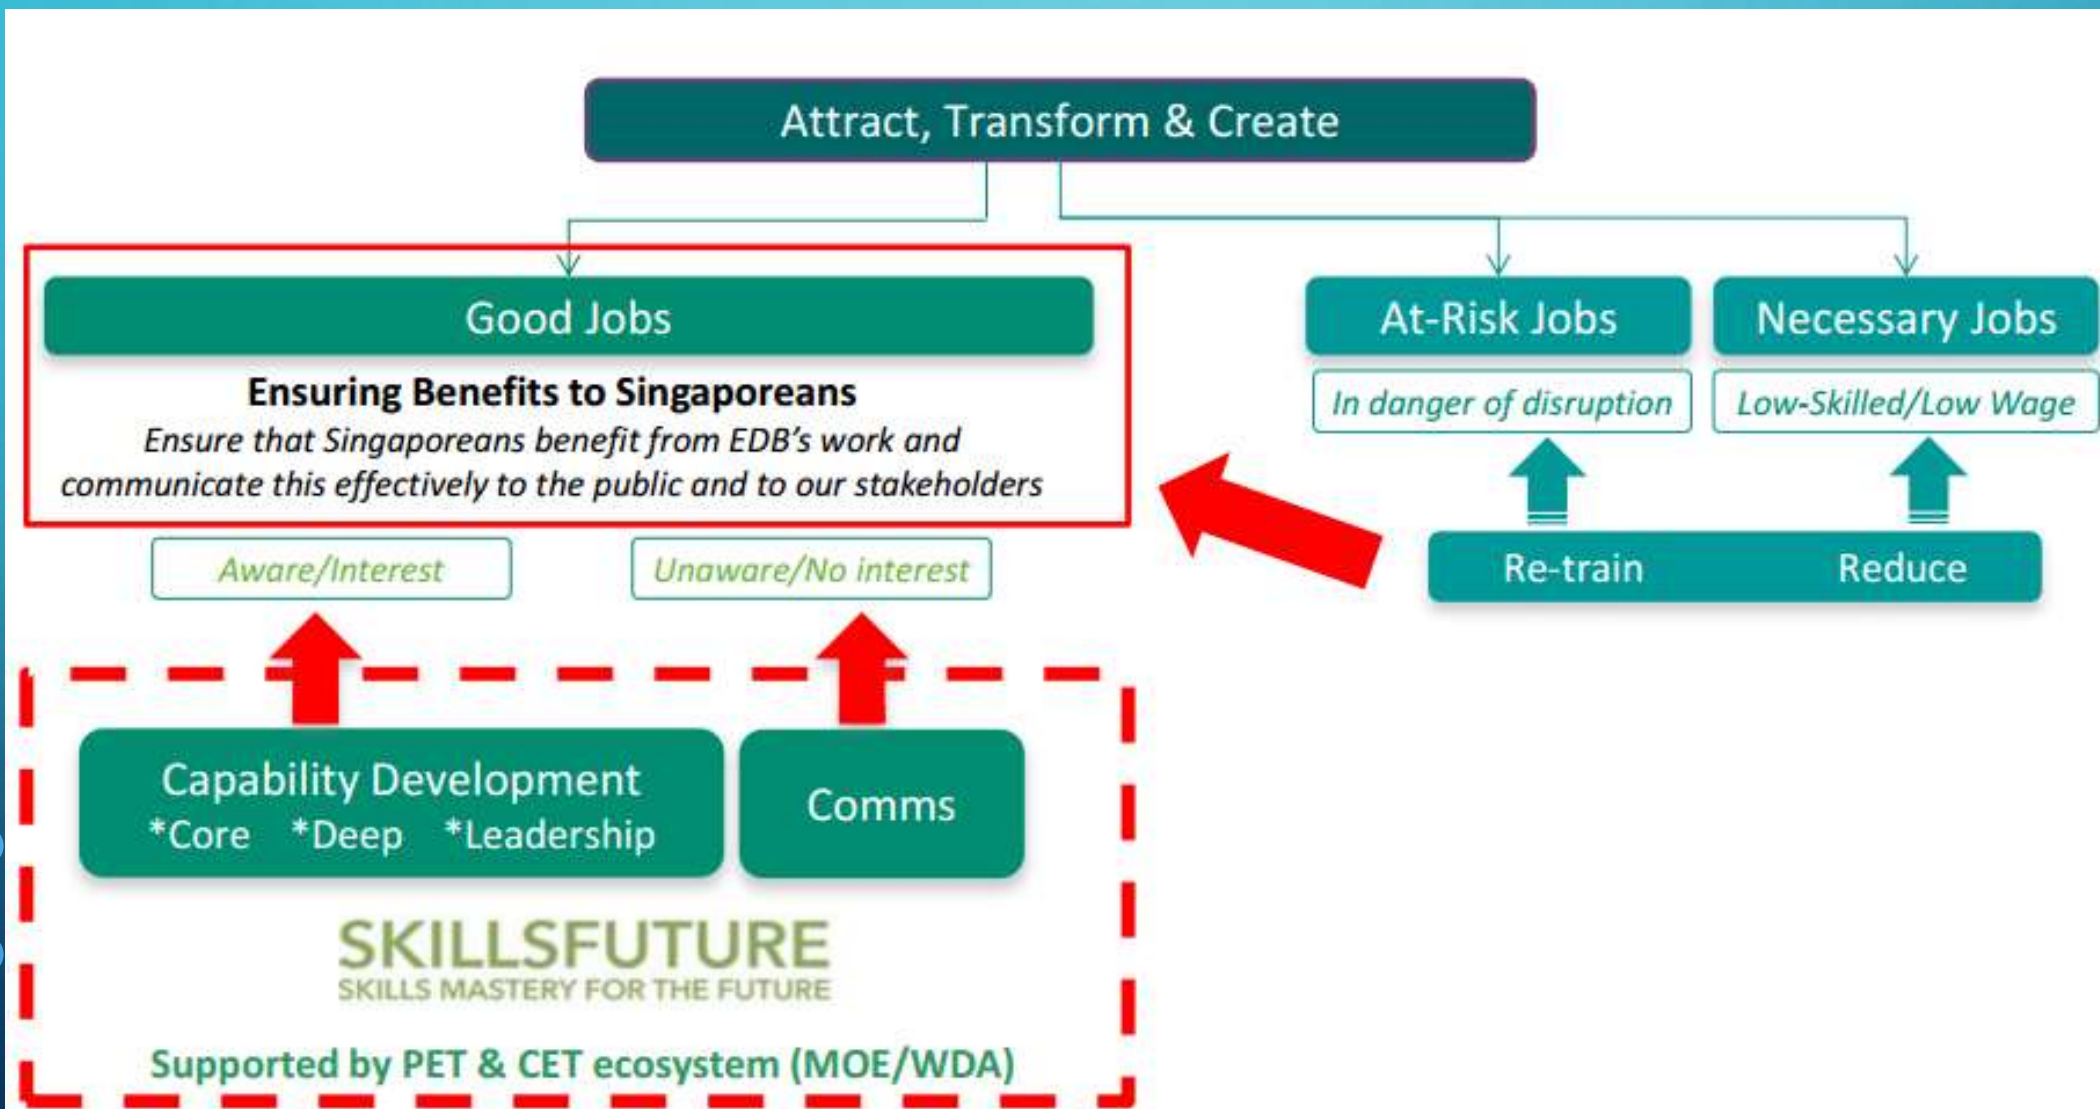 Attract, Transform & Create
Good Jobs
Ensuring Benefits to Singaporeans
Ensure that Singaporeans benefit from EDB's work and
communicate this effectively to the public and to our stakeholders
Aware/Interest
Unaware/No interest
Capability Development
*Core *Deep *Leadership
Comms
SKILLSFUTURE
SKILLS MASTERY FOR THE FUTURE
Supported by PET & CET ecosystem (MOE/WDA)
At-Risk Jobs
In danger of disruption
Necessary Jobs
Low-Skilled/Low Wage
Re-train
Reduce